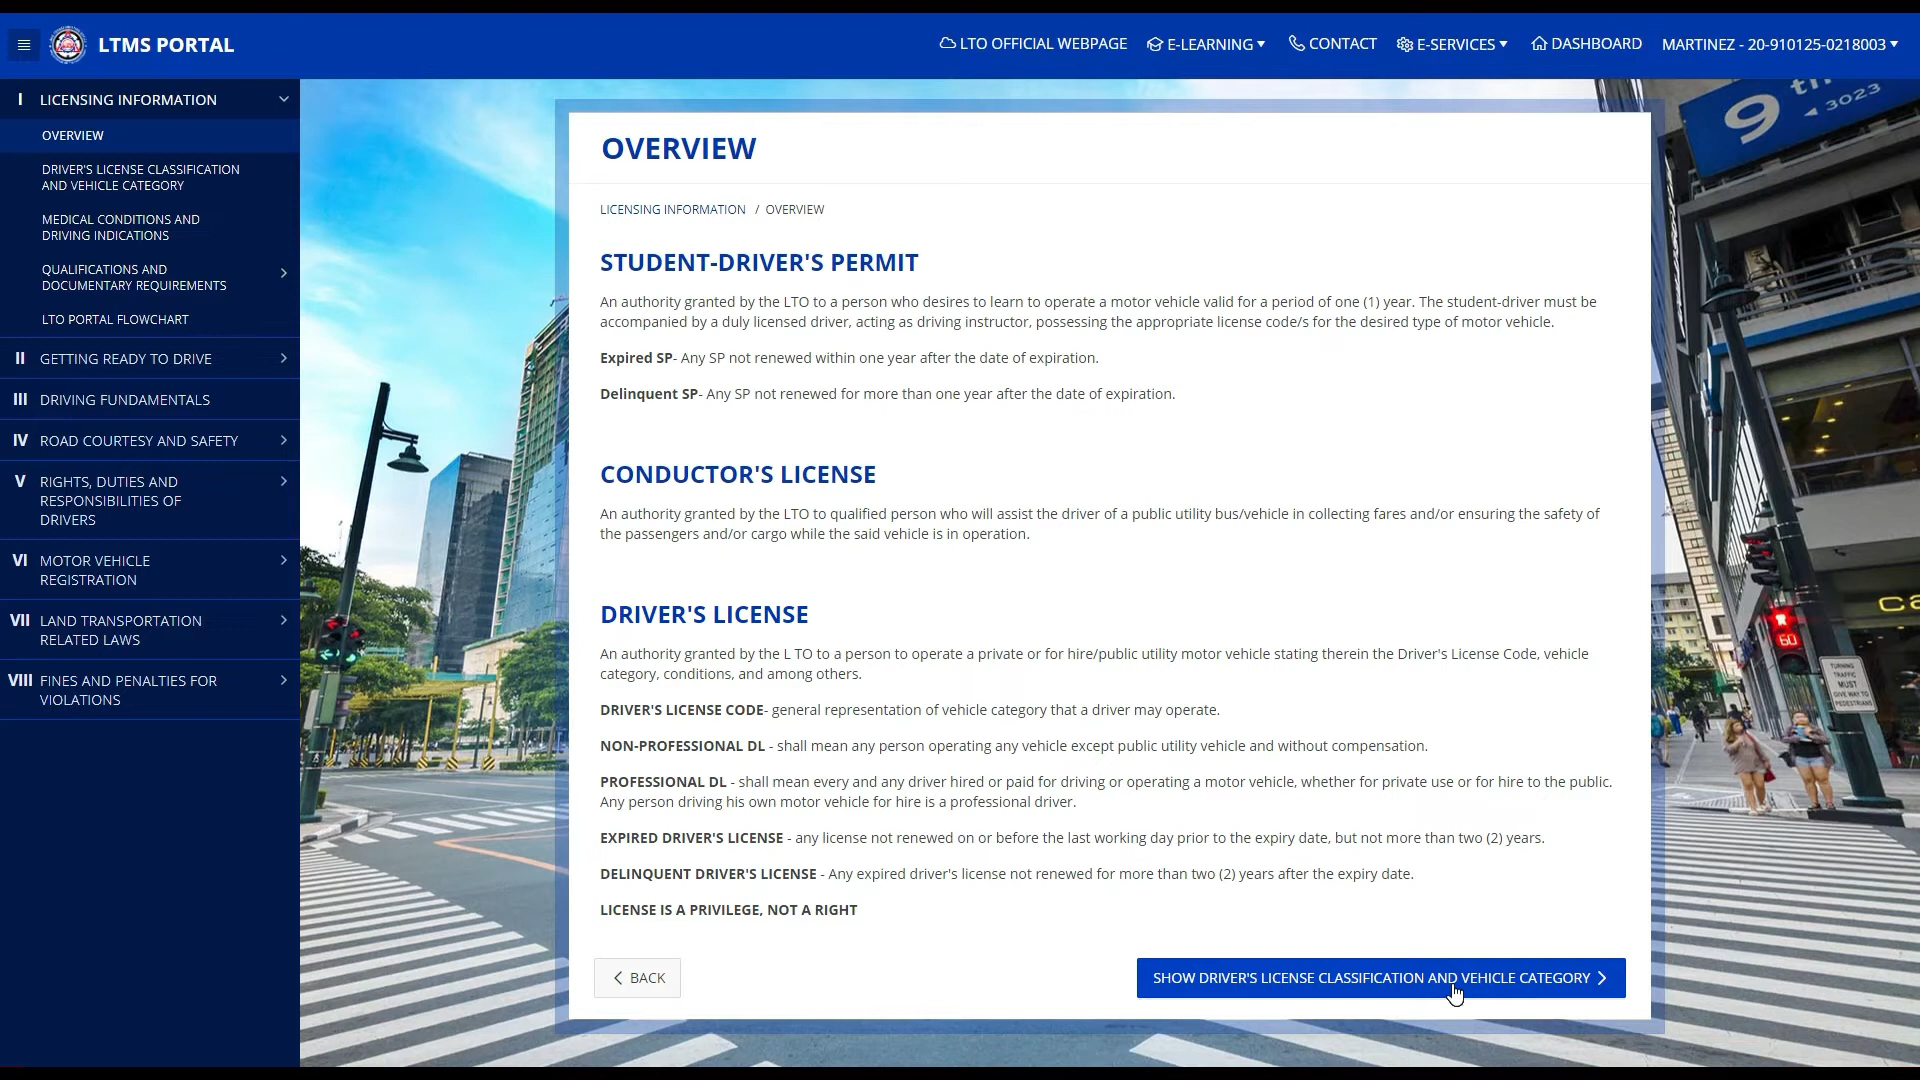 LTMS PORTAL
LTO OFFICIAL WEBPAGE
E-LEARNING
CONTACT
E-SERVICES
DASHBOARD
MARTINEZ - 20-910125-0218003
I LICENSING INFORMATION
OVERVIEW
DRIVER'S LICENSE CLASSIFICATION
AND VEHICLE CATEGORY
MEDICAL CONDITIONS AND
DRIVING INDICATIONS
QUALIFICATIONS AND
DOCUMENTARY REQUIREMENTS
LTO PORTAL FLOWCHART
II GETTING READY TO DRIVE
III DRIVING FUNDAMENTALS
IV ROAD COURTESY AND SAFETY
V RIGHTS, DUTIES AND
RESPONSIBILITIES OF
DRIVERS
VI MOTOR VEHICLE
REGISTRATION
VII LAND TRANSPORTATION
RELATED LAWS
VIII FINES AND PENALTIES FOR
VIOLATIONS
OVERVIEW
LICENSING INFORMATION / OVERVIEW
STUDENT-DRIVER'S PERMIT
An authority granted by the LTO to a person who desires to learn to operate a motor vehicle valid for a period of one (1) year. The student-driver must be
accompanied by a duly licensed driver, acting as driving instructor, possessing the appropriate license code/s for the desired type of motor vehicle.
Expired SP- Any SP not renewed within one year after the date of expiration.
Delinquent SP- Any SP not renewed for more than one year after the date of expiration.
CONDUCTOR'S LICENSE
An authority granted by the LTO to qualified person who will assist the driver of a public utility bus/vehicle in collecting fares and/or ensuring the safety of
the passengers and/or cargo while the said vehicle is in operation.
DRIVER'S LICENSE
An authority granted by the L TO to a person to operate a private or for hire/public utility motor vehicle stating therein the Driver's License Code, vehicle
category, conditions, and among others.
DRIVER'S LICENSE CODE- general representation of vehicle category that a driver may operate.
NON-PROFESSIONAL DL - shall mean any person operating any vehicle except public utility vehicle and without compensation.
PROFESSIONAL DL - shall mean every and any driver hired or paid for driving or operating a motor vehicle, whether for private use or for hire to the public.
Any person driving his own motor vehicle for hire is a professional driver.
EXPIRED DRIVER'S LICENSE - any license not renewed on or before the last working day prior to the expiry date, but not more than two (2) years.
DELINQUENT DRIVER'S LICENSE - Any expired driver's license not renewed for more than two (2) years after the expiry date.
LICENSE IS A PRIVILEGE, NOT A RIGHT
BACK
SHOW DRIVER'S LICENSE CLASSIFICATION AND VEHICLE CATEGORY
9th
3023
60
TURNING
TRAFFIC
MUST
GIVE WAY TO
PEDESTRIANS